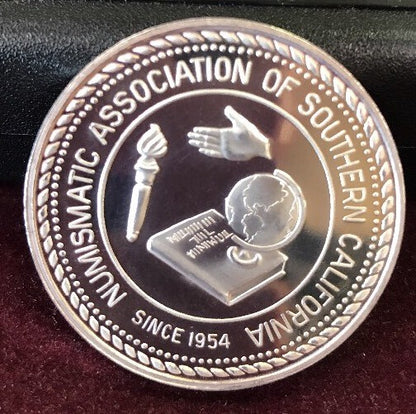 NUMISMATIC ASSOCIATION OF SOUTHERN CALIFORNIA
SINCE 1954